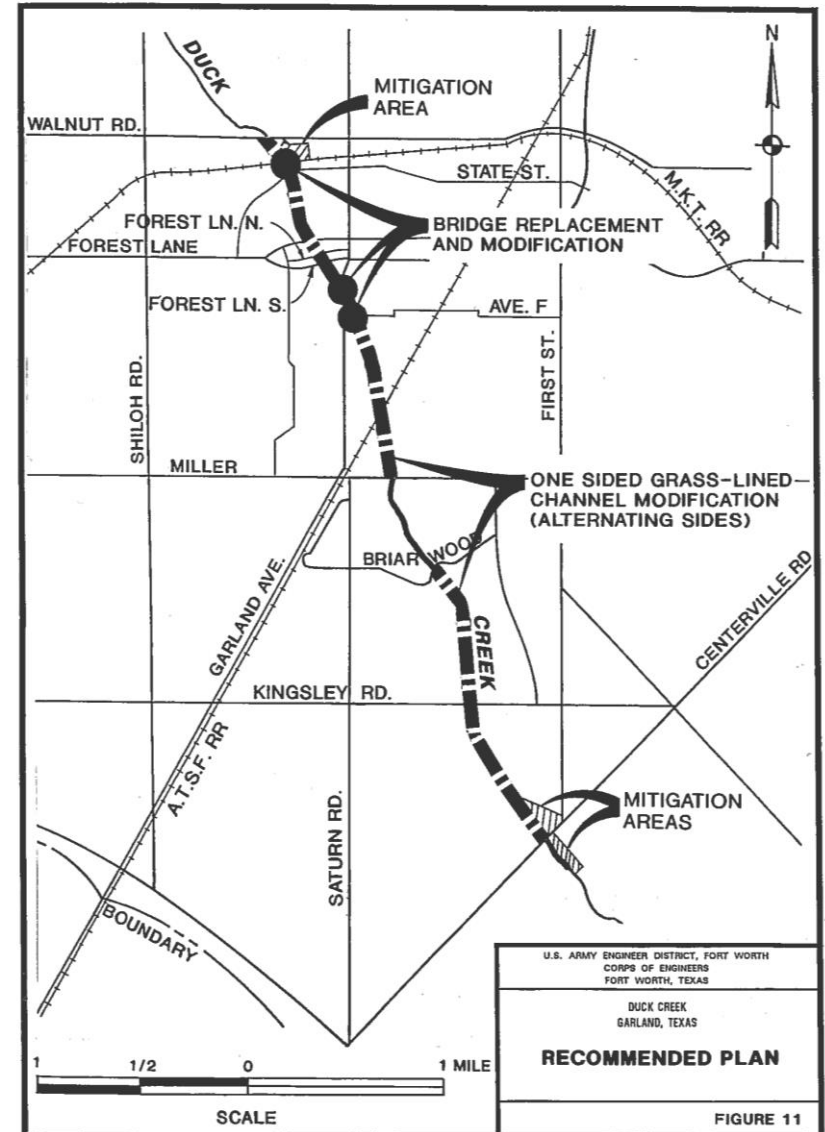 DUCK
N
MITIGATION
AREA
WALNUT RD.
STATE ST.
M.K.T. RR
FOREST LN. N.
BRIDGE REPLACEMENT
AND MODIFICATION
FOREST LANE
FOREST LN. S.
AVE. F
SHILOH RD.
FIRST ST.
MILLER
ONE SIDED GRASS-LINED
CHANNEL MODIFICATION
(ALTERNATING SIDES)
BRIAR WOOD
GARLAND AVE.
CENTERVILLE RD
CREEK
KINGSLEY RD.
A.T.S.F. RR
MITIGATION
AREAS
SATURN RD.
BOUNDARY
1 1/2 0 1 MILE
SCALE
U.S. ARMY ENGINEER DISTRICT, FORT WORTH
CORPS OF ENGINEERS
FORT WORTH, TEXAS
DUCK CREEK
GARLAND, TEXAS
RECOMMENDED PLAN
FIGURE 11